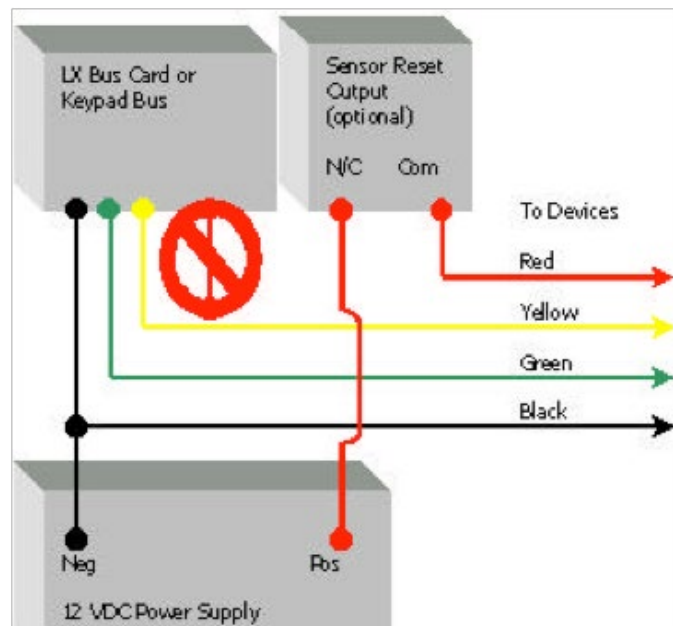 LX Bus Card or
Keypad Bus
Sensor Reset
Output
(optional)
N/C Com
To Devices
Red
Yellow
Green
Black
Neg Pos
12 VDC Power Supply